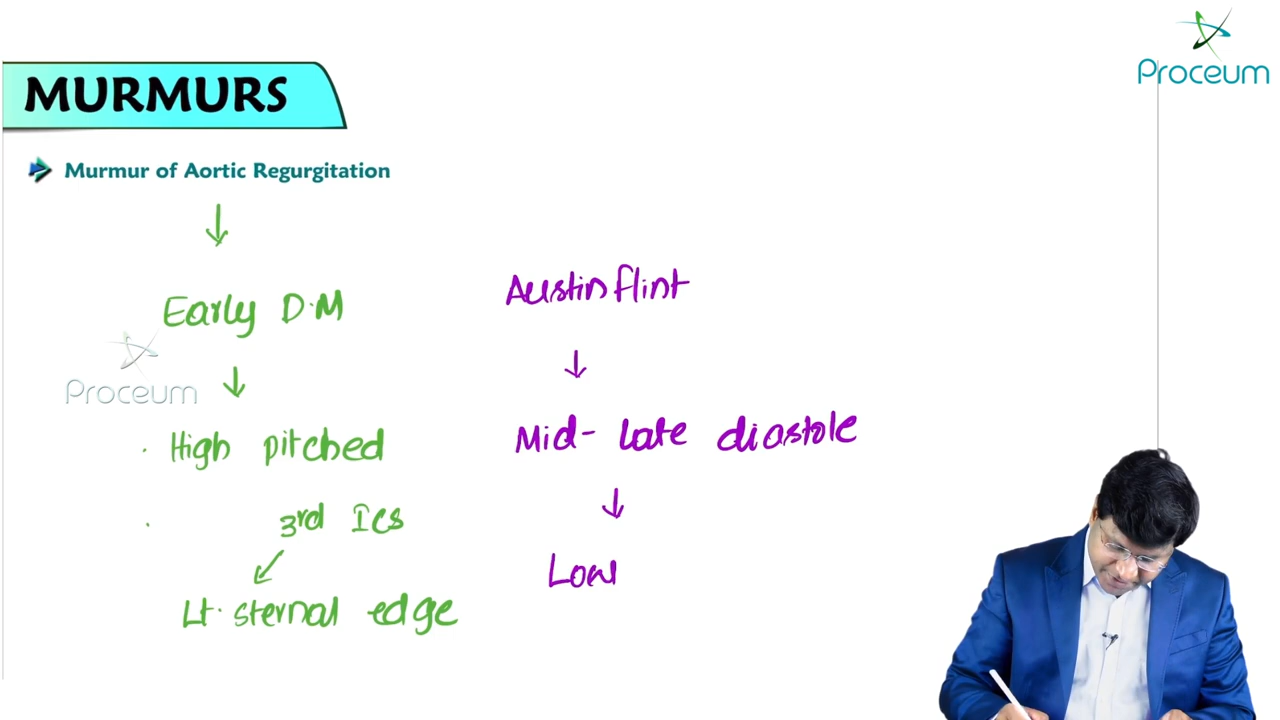 Proceum
MURMURS
Murmur of Aortic Regurgitation
Early D.M
Proceum
High pitched
3rd ICS
Lt. sternal edge
Austin flint
Mid- late diastole
Low